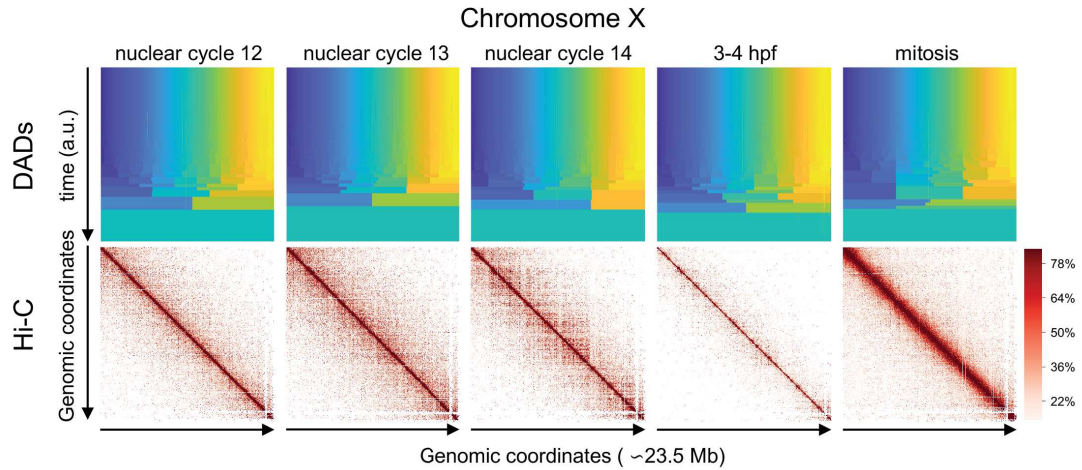 Chromosome X
nuclear cycle 12
nuclear cycle 13
nuclear cycle 14
3-4 hpf
mitosis
DADs
time (a.u.)
Hi-C
Genomic coordinates
78%
64%
50%
36%
22%
Genomic coordinates ( ∽23.5 Mb)